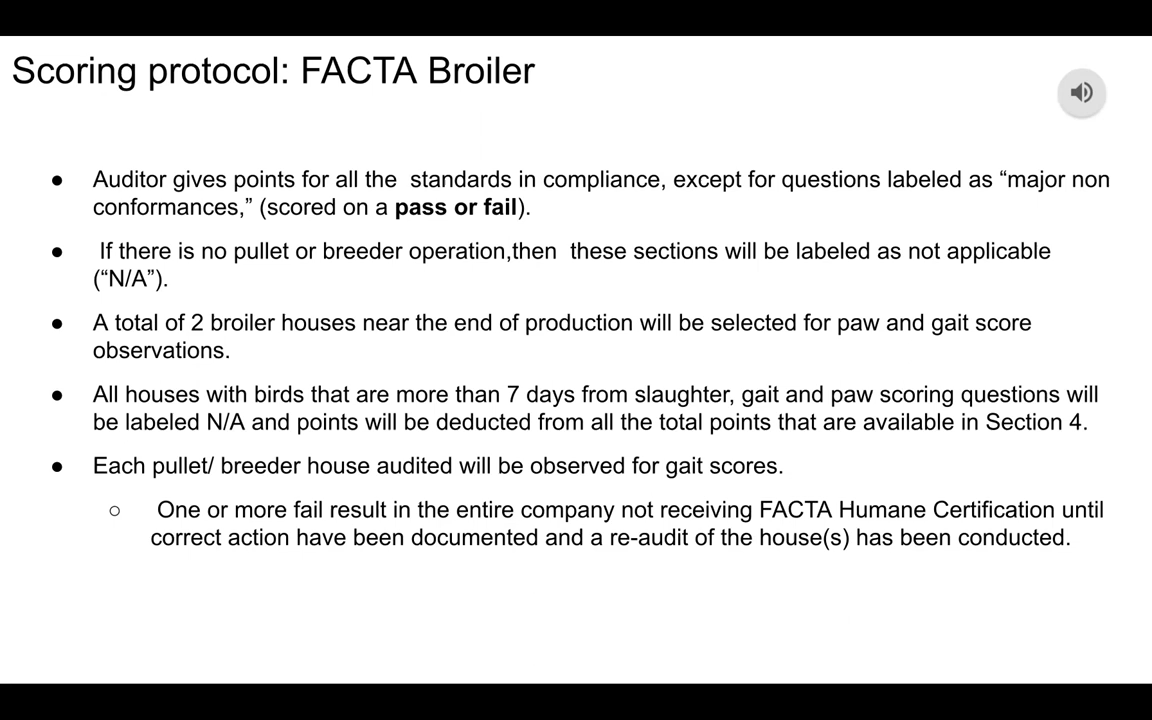 Scoring protocol: FACTA Broiler
● Auditor gives points for all the  standards in compliance, except for questions labeled as “major non
conformances,” (scored on a pass or fail).
●  If there is no pullet or breeder operation,then  these sections will be labeled as not applicable
(“N/A”).
● A total of 2 broiler houses near the end of production will be selected for paw and gait score
observations.
● All houses with birds that are more than 7 days from slaughter, gait and paw scoring questions will
be labeled N/A and points will be deducted from all the total points that are available in Section 4.
● Each pullet/ breeder house audited will be observed for gait scores.
○  One or more fail result in the entire company not receiving FACTA Humane Certification until
correct action have been documented and a re-audit of the house(s) has been conducted.